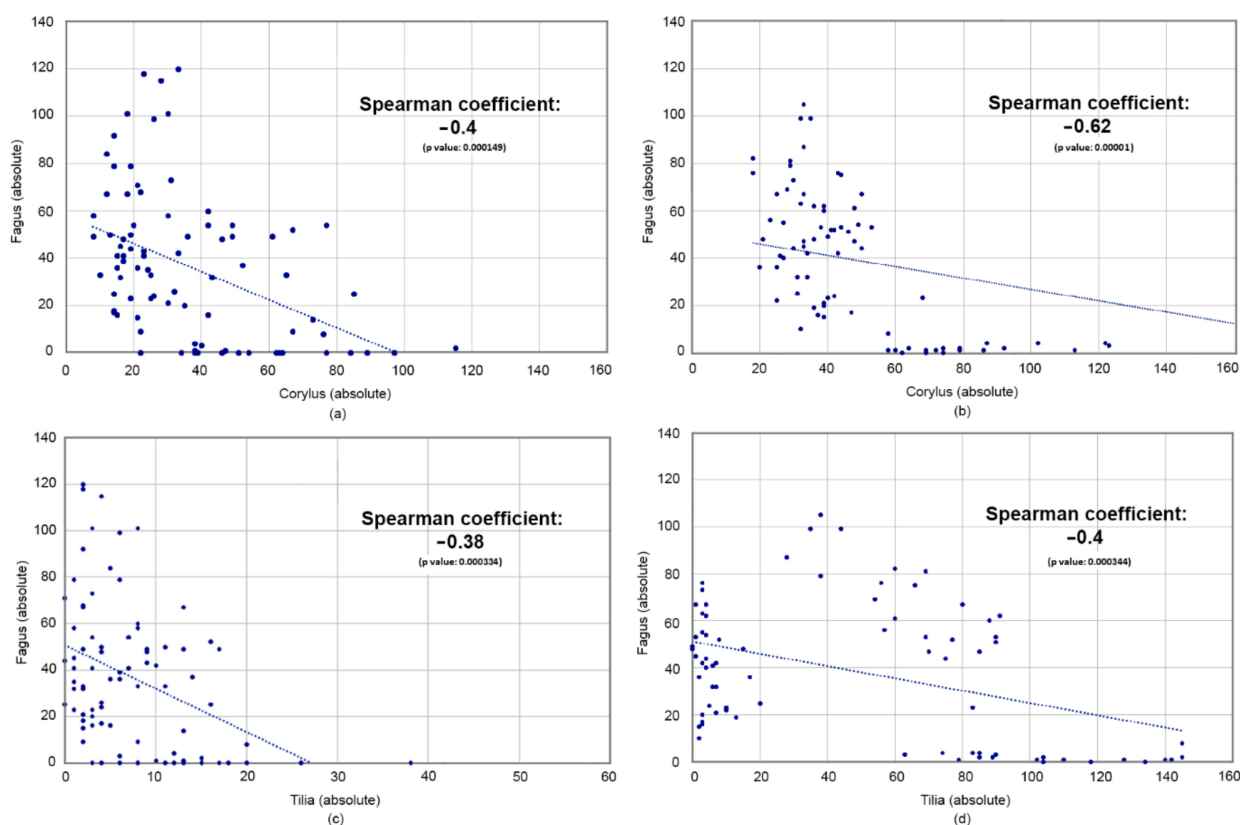 140
120
100
80
60
40
20
0
Fagus (absolute)
Spearman coefficient:
−0.4
(p value: 0.000149)
0 20 40 60 80 100 120 140 160
Corylus (absolute)
(a)
140
120
100
80
60
40
20
0
Fagus (absolute)
Spearman coefficient:
−0.62
(p value: 0.00001)
20 40 60 80 100 120 140 160
Corylus (absolute)
(b)
140
120
100
80
60
40
20
0
Fagus (absolute)
Spearman coefficient:
−0.38
(p value: 0.000334)
0 10 20 30 40 50 60
Tilia (absolute)
(c)
140
120
100
80
60
40
20
0
Fagus (absolute)
Spearman coefficient:
−0.4
(p value: 0.000344)
0 20 40 60 80 100 120 140 160
Tilia (absolute)
(d)